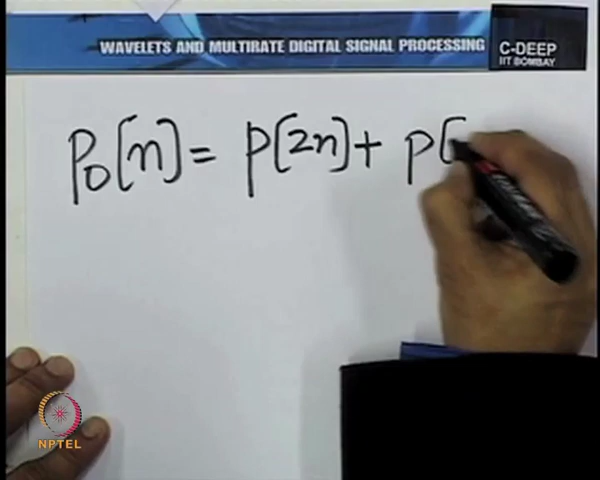 WAVELETS AND MULTIRATE DIGITAL SIGNAL PROCESSING
C-DEEP
IIT BOMBAY
p₀[n] = p[2n] + p[
NPTEL